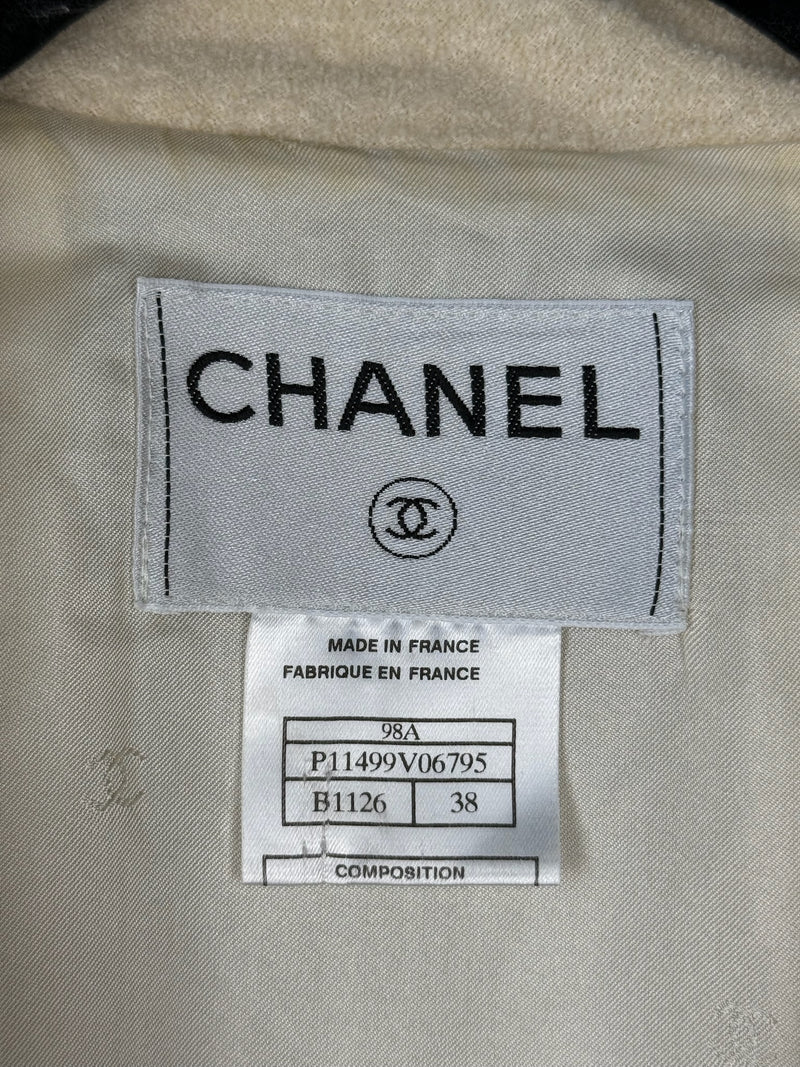 CHANEL
MADE IN FRANCE
FABRIQUE EN FRANCE
98A
P11499V06795
B1126 38
COMPOSITION